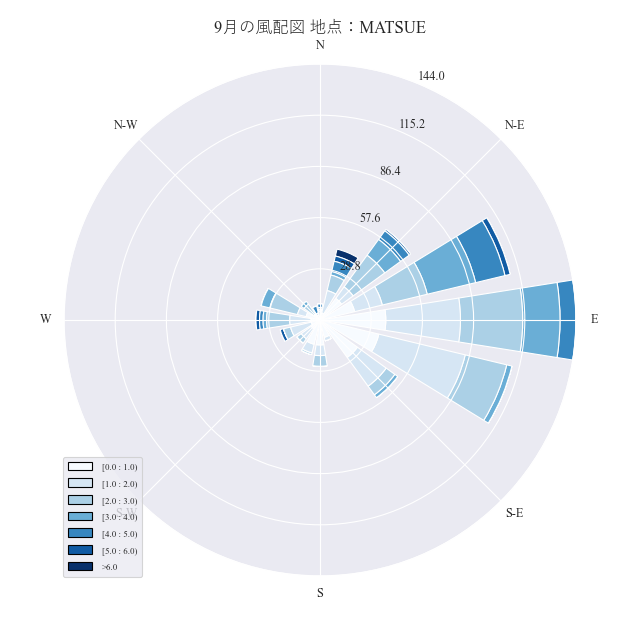 9月の風配図 地点：MATSUE
N
144.0
N-W
115.2
N-E
86.4
57.6
28.8
W
E
[0.0 : 1.0)
[1.0 : 2.0)
[2.0 : 3.0)
S-W
S-E
[3.0 : 4.0)
[4.0 : 5.0)
[5.0 : 6.0)
>6.0
S